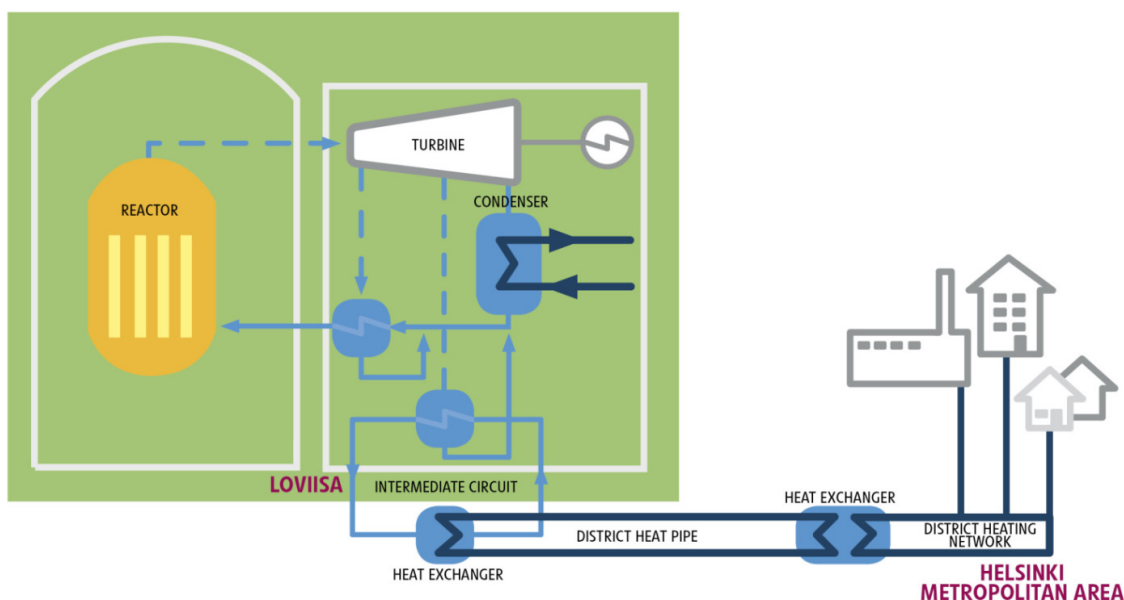 TURBINE
CONDENSER
REACTOR
LOVIISA
INTERMEDIATE CIRCUIT
HEAT EXCHANGER
DISTRICT HEAT PIPE
HEAT EXCHANGER
DISTRICT HEATING
NETWORK
HELSINKI
METROPOLITAN AREA